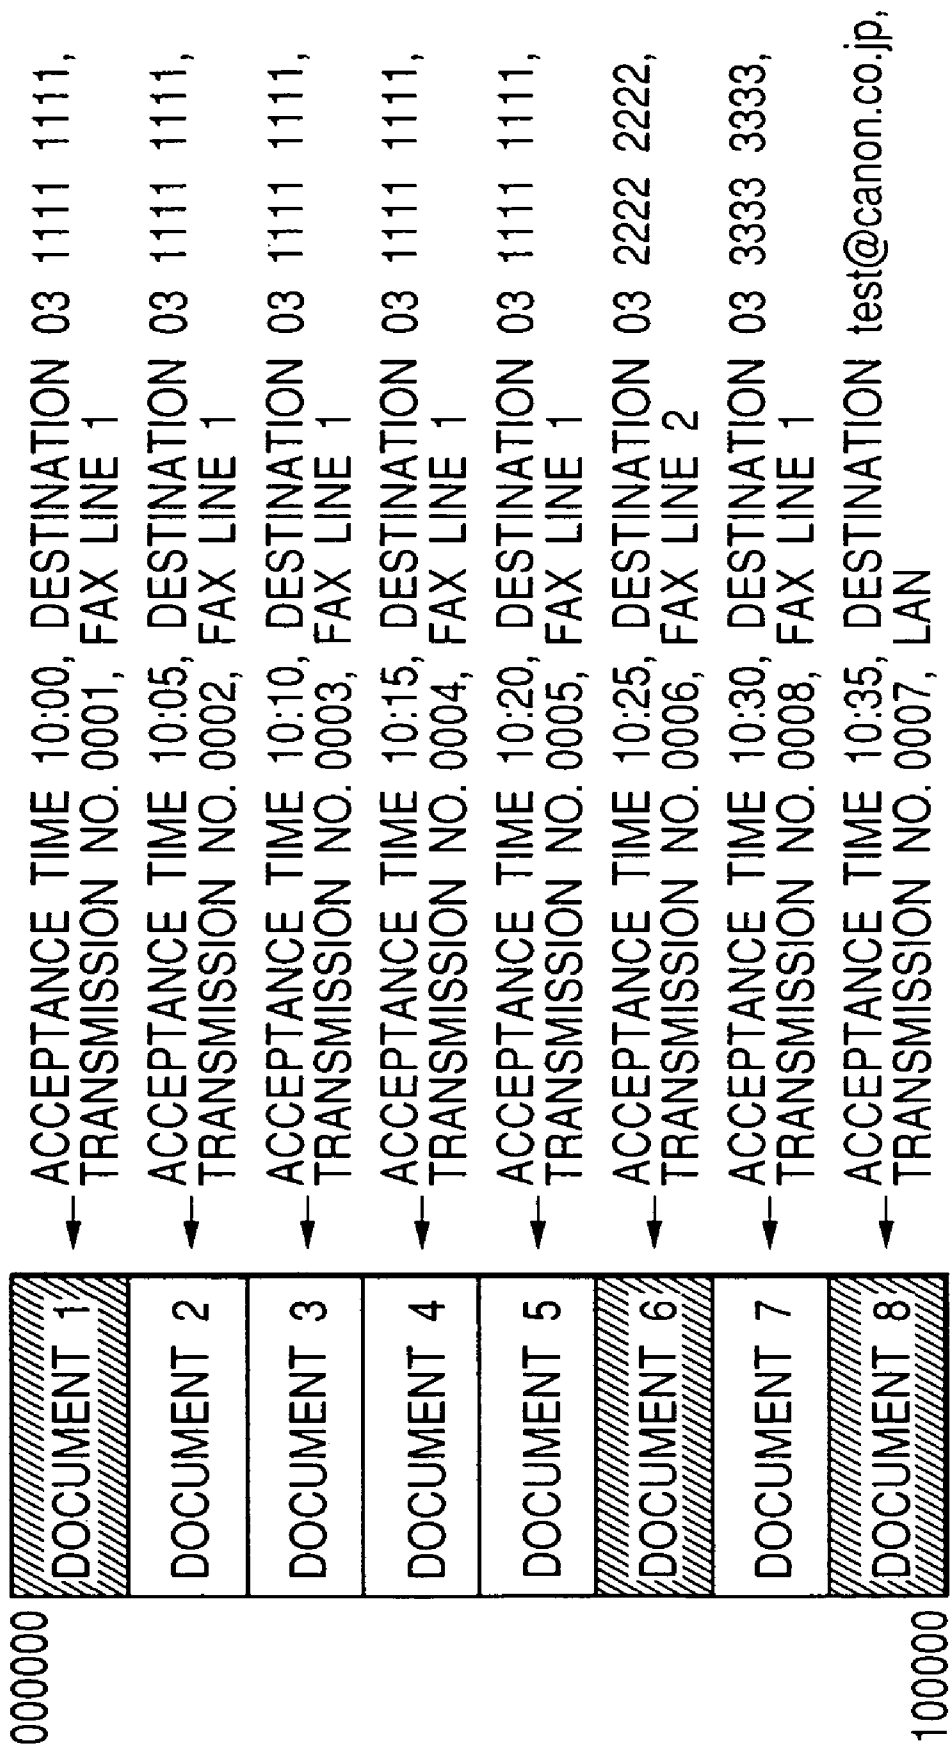 000000
DOCUMENT 1
ACCEPTANCE TIME 10:00, DESTINATION 03 1111 1111,
TRANSMISSION NO. 0001, FAX LINE 1
DOCUMENT 2
ACCEPTANCE TIME 10:05, DESTINATION 03 1111 1111,
TRANSMISSION NO. 0002, FAX LINE 1
DOCUMENT 3
ACCEPTANCE TIME 10:10, DESTINATION 03 1111 1111,
TRANSMISSION NO. 0003, FAX LINE 1
DOCUMENT 4
ACCEPTANCE TIME 10:15, DESTINATION 03 1111 1111,
TRANSMISSION NO. 0004, FAX LINE 1
DOCUMENT 5
ACCEPTANCE TIME 10:20, DESTINATION 03 1111 1111,
TRANSMISSION NO. 0005, FAX LINE 1
DOCUMENT 6
ACCEPTANCE TIME 10:25, DESTINATION 03 2222 2222,
TRANSMISSION NO. 0006, FAX LINE 2
DOCUMENT 7
ACCEPTANCE TIME 10:30, DESTINATION 03 3333 3333,
TRANSMISSION NO. 0008, FAX LINE 1
DOCUMENT 8
ACCEPTANCE TIME 10:35, DESTINATION test@canon.co.jp,
TRANSMISSION NO. 0007, LAN
100000